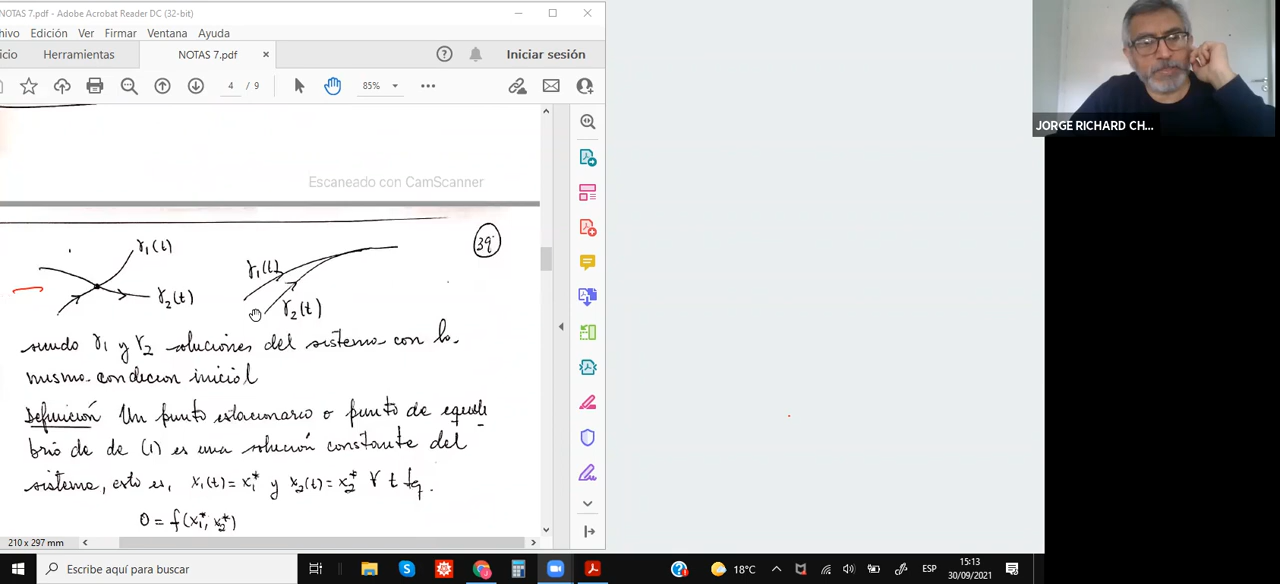 NOTAS 7.pdf - Adobe Acrobat Reader DC (32-bit)
hivo Edición Ver Firmar Ventana Ayuda
icio Herramientas NOTAS 7.pdf × Iniciar sesión
4 / 9 85%
Escaneado con CamScanner
39
γ₁(t) γ₁(t)
γ₂(t) γ₂(t)
siendo γ₁ y γ₂ soluciones del sistema con la
misma condición inicial
Definición Un punto estacionario o punto de equili
brio de de (1) es una solución constante del
sistema, esto es, x₁(t) = x₁* y x₂(t) = x₂* ∀ t tq.
0 = f(x₁*, x₂*)
210 x 297 mm
JORGE RICHARD CH...
Escribe aquí para buscar
18°C ESP 15:13
30/09/2021